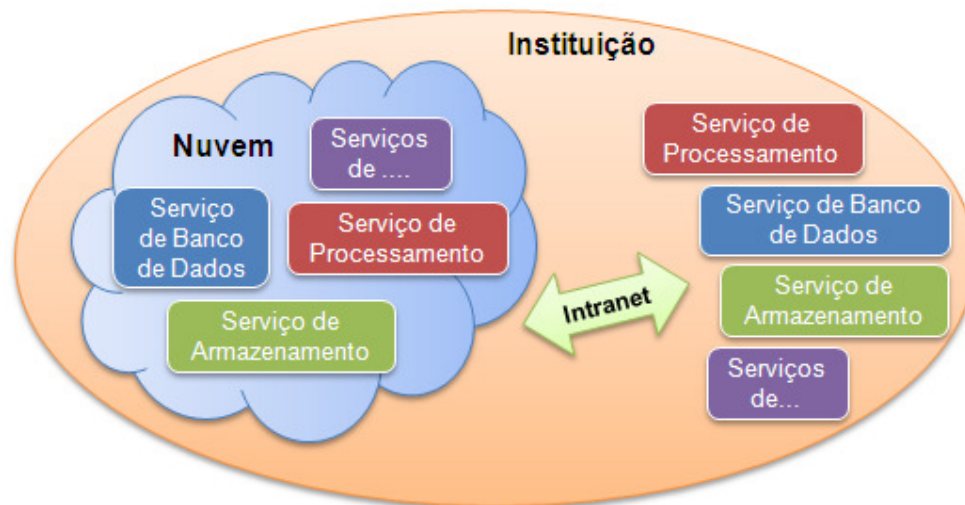 Instituição
Nuvem
Serviços
de ....
Serviço
de Banco
de Dados
Serviço de
Processamento
Serviço de
Armazenamento
Intranet
Serviço de
Processamento
Serviço de Banco
de Dados
Serviço de
Armazenamento
Serviços
de...